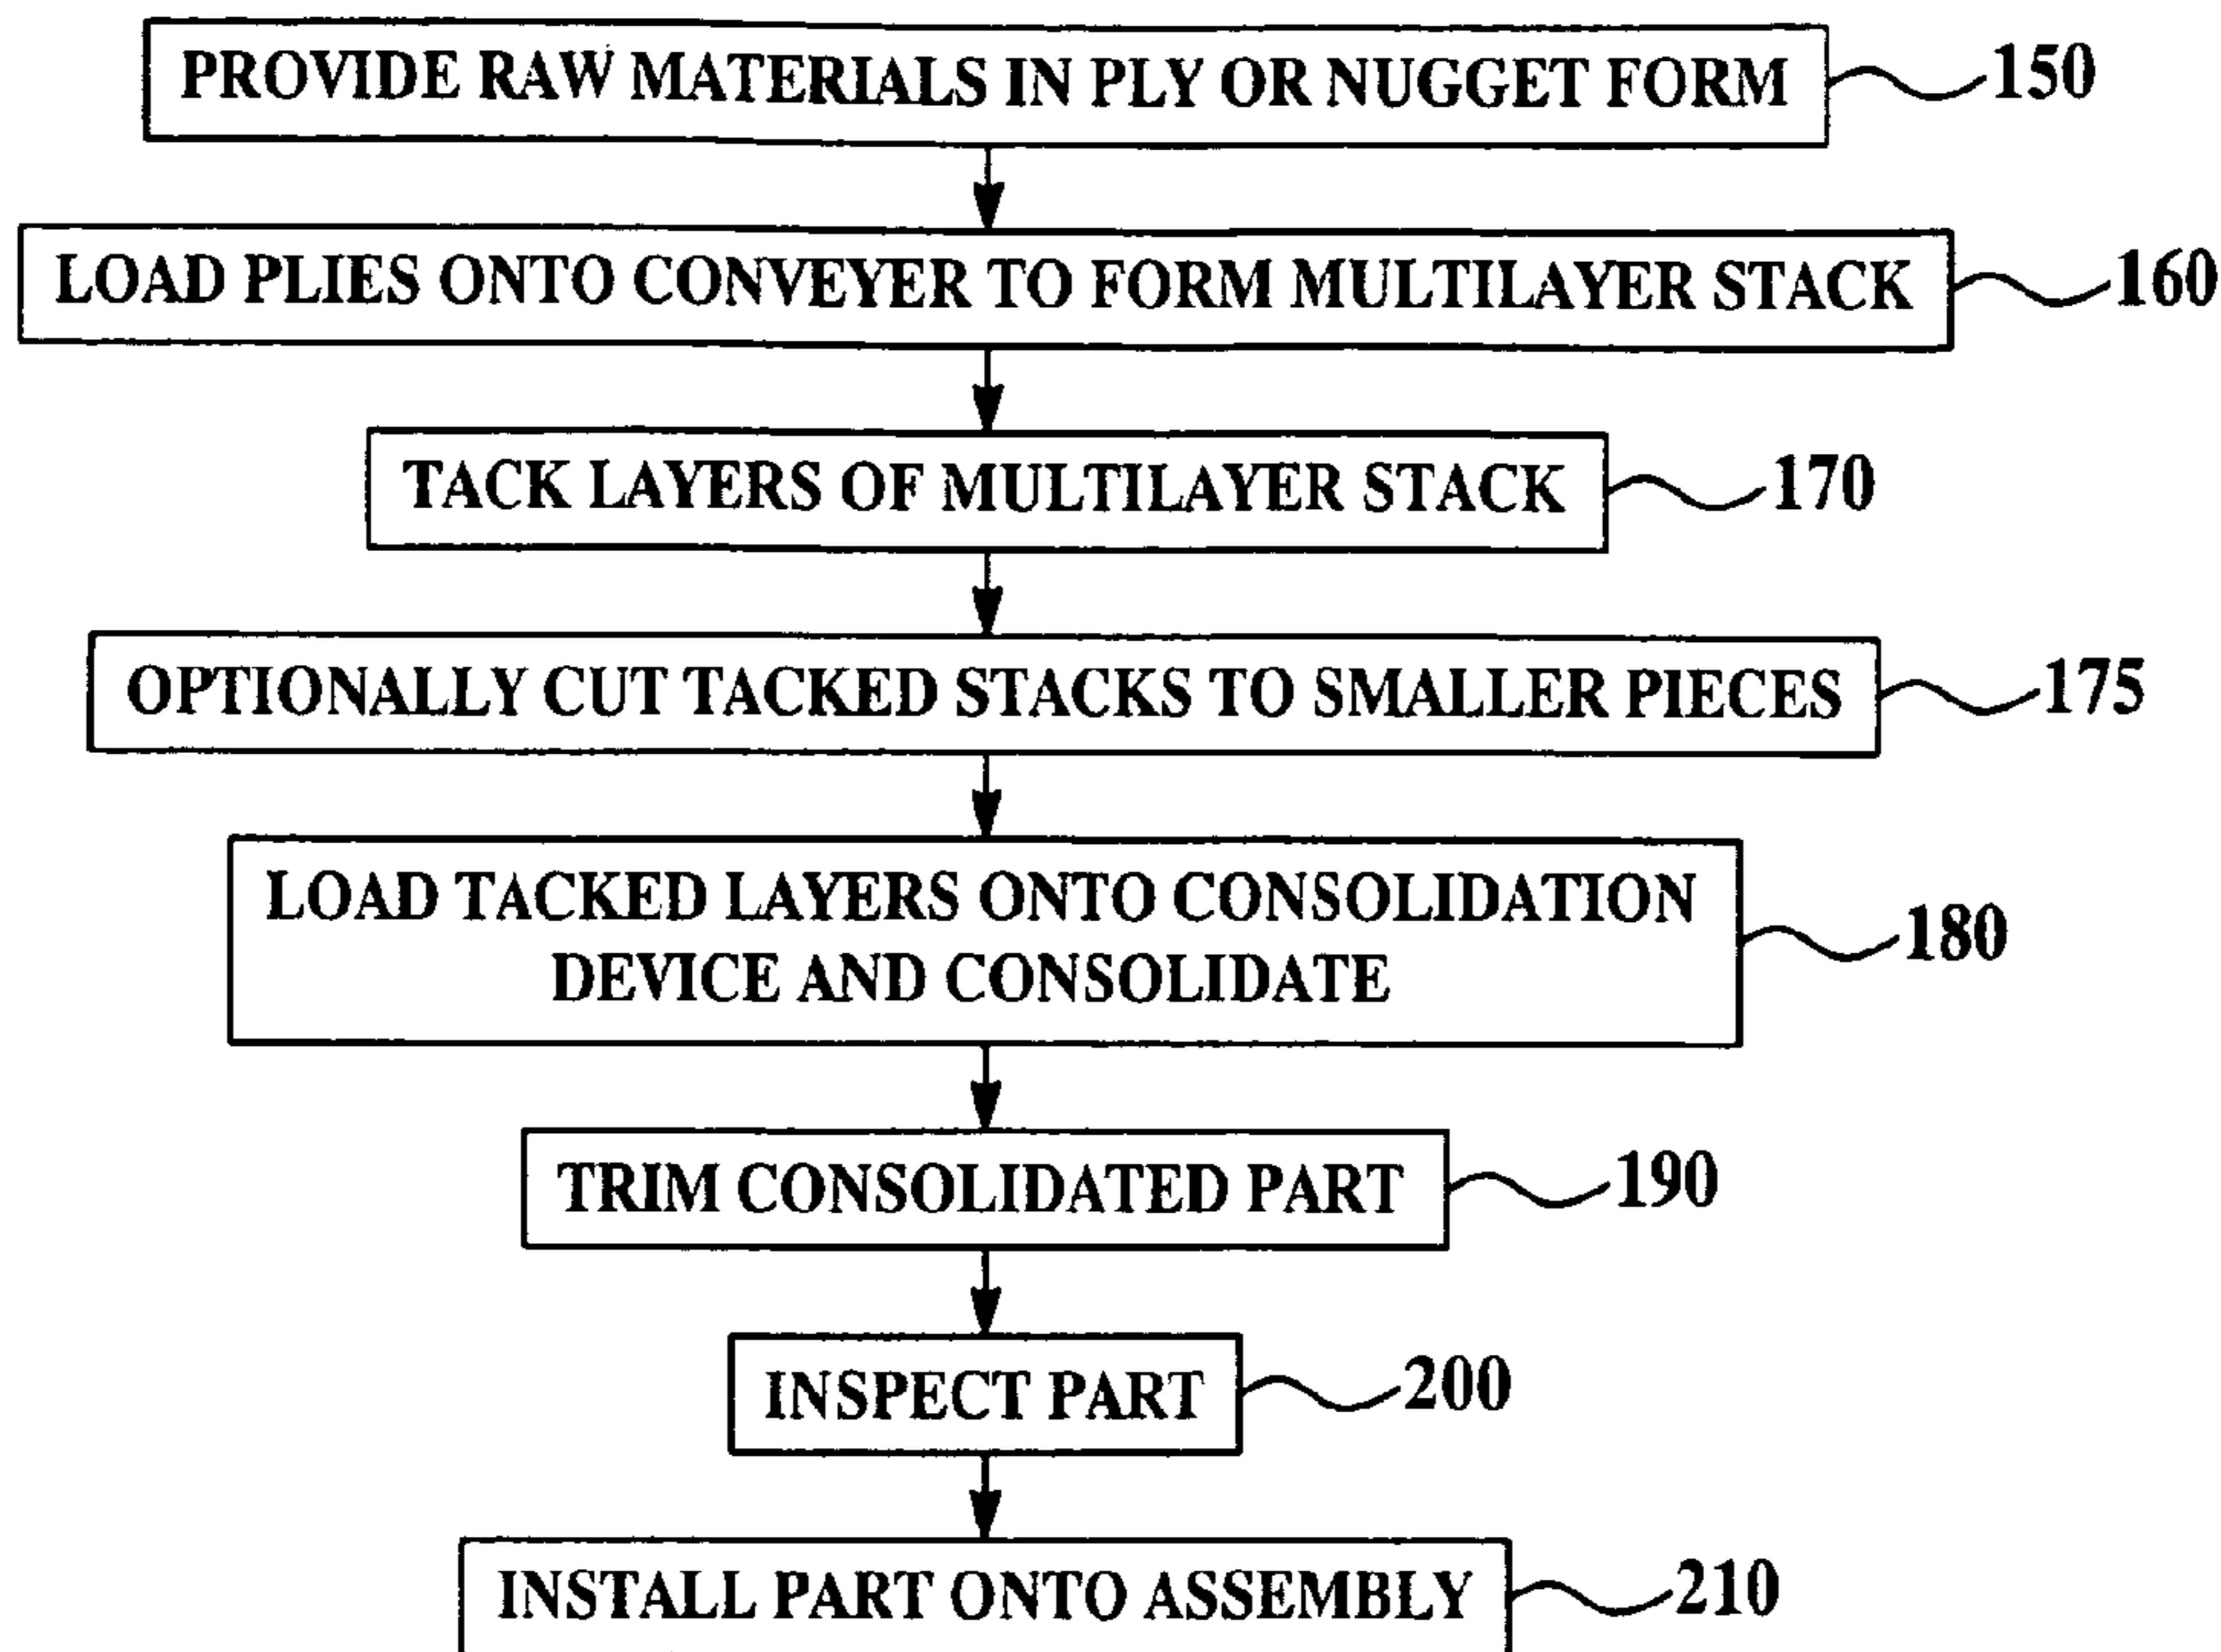 PROVIDE RAW MATERIALS IN PLY OR NUGGET FORM 150
LOAD PLIES ONTO CONVEYER TO FORM MULTILAYER STACK 160
TACK LAYERS OF MULTILAYER STACK 170
OPTIONALLY CUT TACKED STACKS TO SMALLER PIECES 175
LOAD TACKED LAYERS ONTO CONSOLIDATION
DEVICE AND CONSOLIDATE 180
TRIM CONSOLIDATED PART 190
INSPECT PART 200
INSTALL PART ONTO ASSEMBLY 210